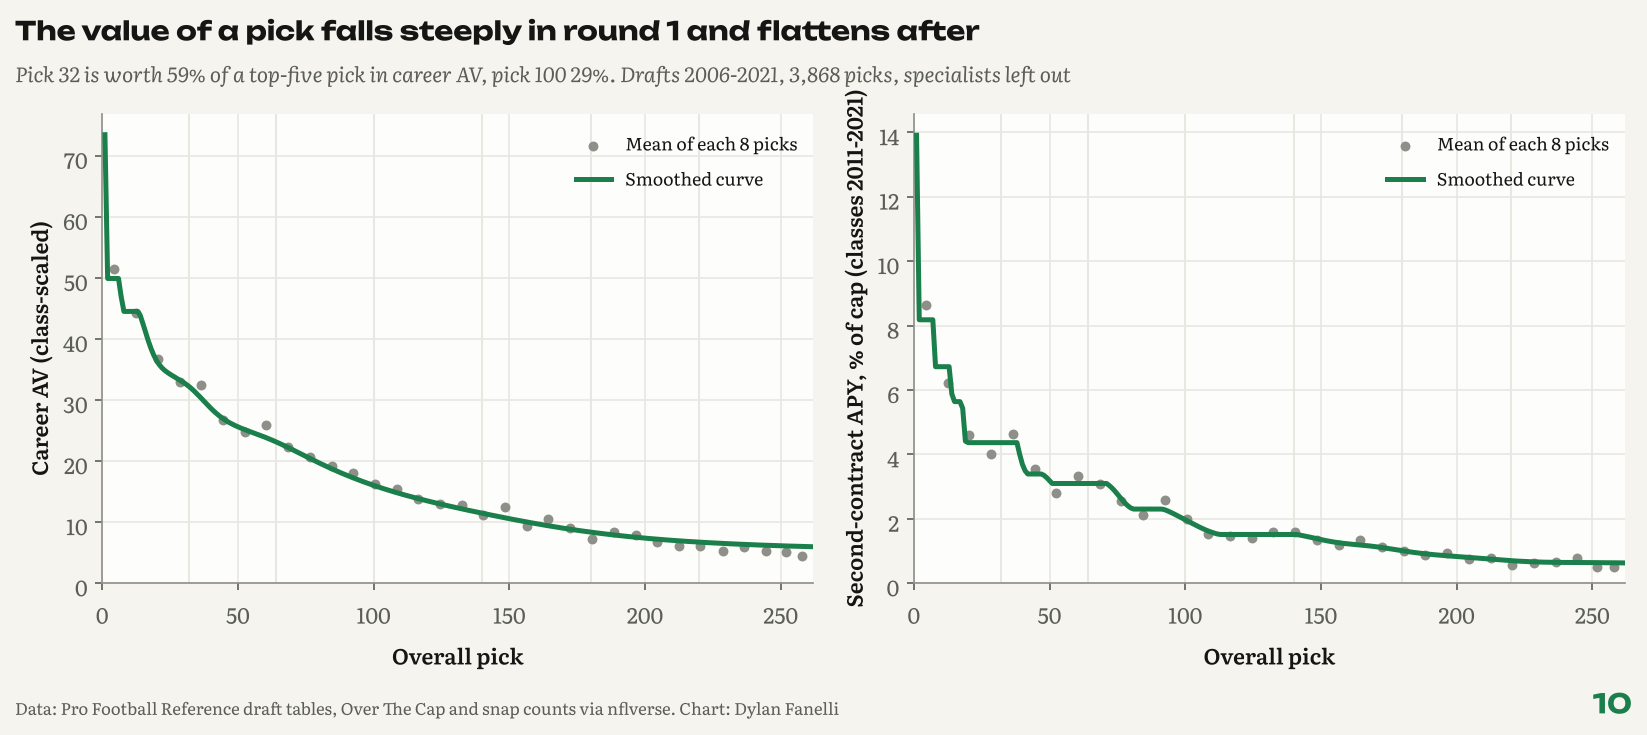 The value of a pick falls steeply in round 1 and flattens after
Pick 32 is worth 59% of a top-five pick in career AV, pick 100 29%. Drafts 2006-2021, 3,868 picks, specialists left out
Career AV (class-scaled)
70
60
50
40
30
20
10
0
Mean of each 8 picks
Smoothed curve
0 50 100 150 200 250
Overall pick
Second-contract APY, % of cap (classes 2011-2021)
14
12
10
8
6
4
2
0
Mean of each 8 picks
Smoothed curve
0 50 100 150 200 250
Overall pick
Data: Pro Football Reference draft tables, Over The Cap and snap counts via nflverse. Chart: Dylan Fanelli
10